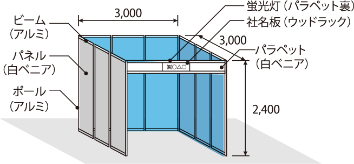 ビーム
(アルミ)
3,000
蛍光灯(パラペット裏)
社名板(ウッドラック)
3,000
パラペット
(白ベニア)
パネル
(白ベニア)
ポール
(アルミ)
2,400